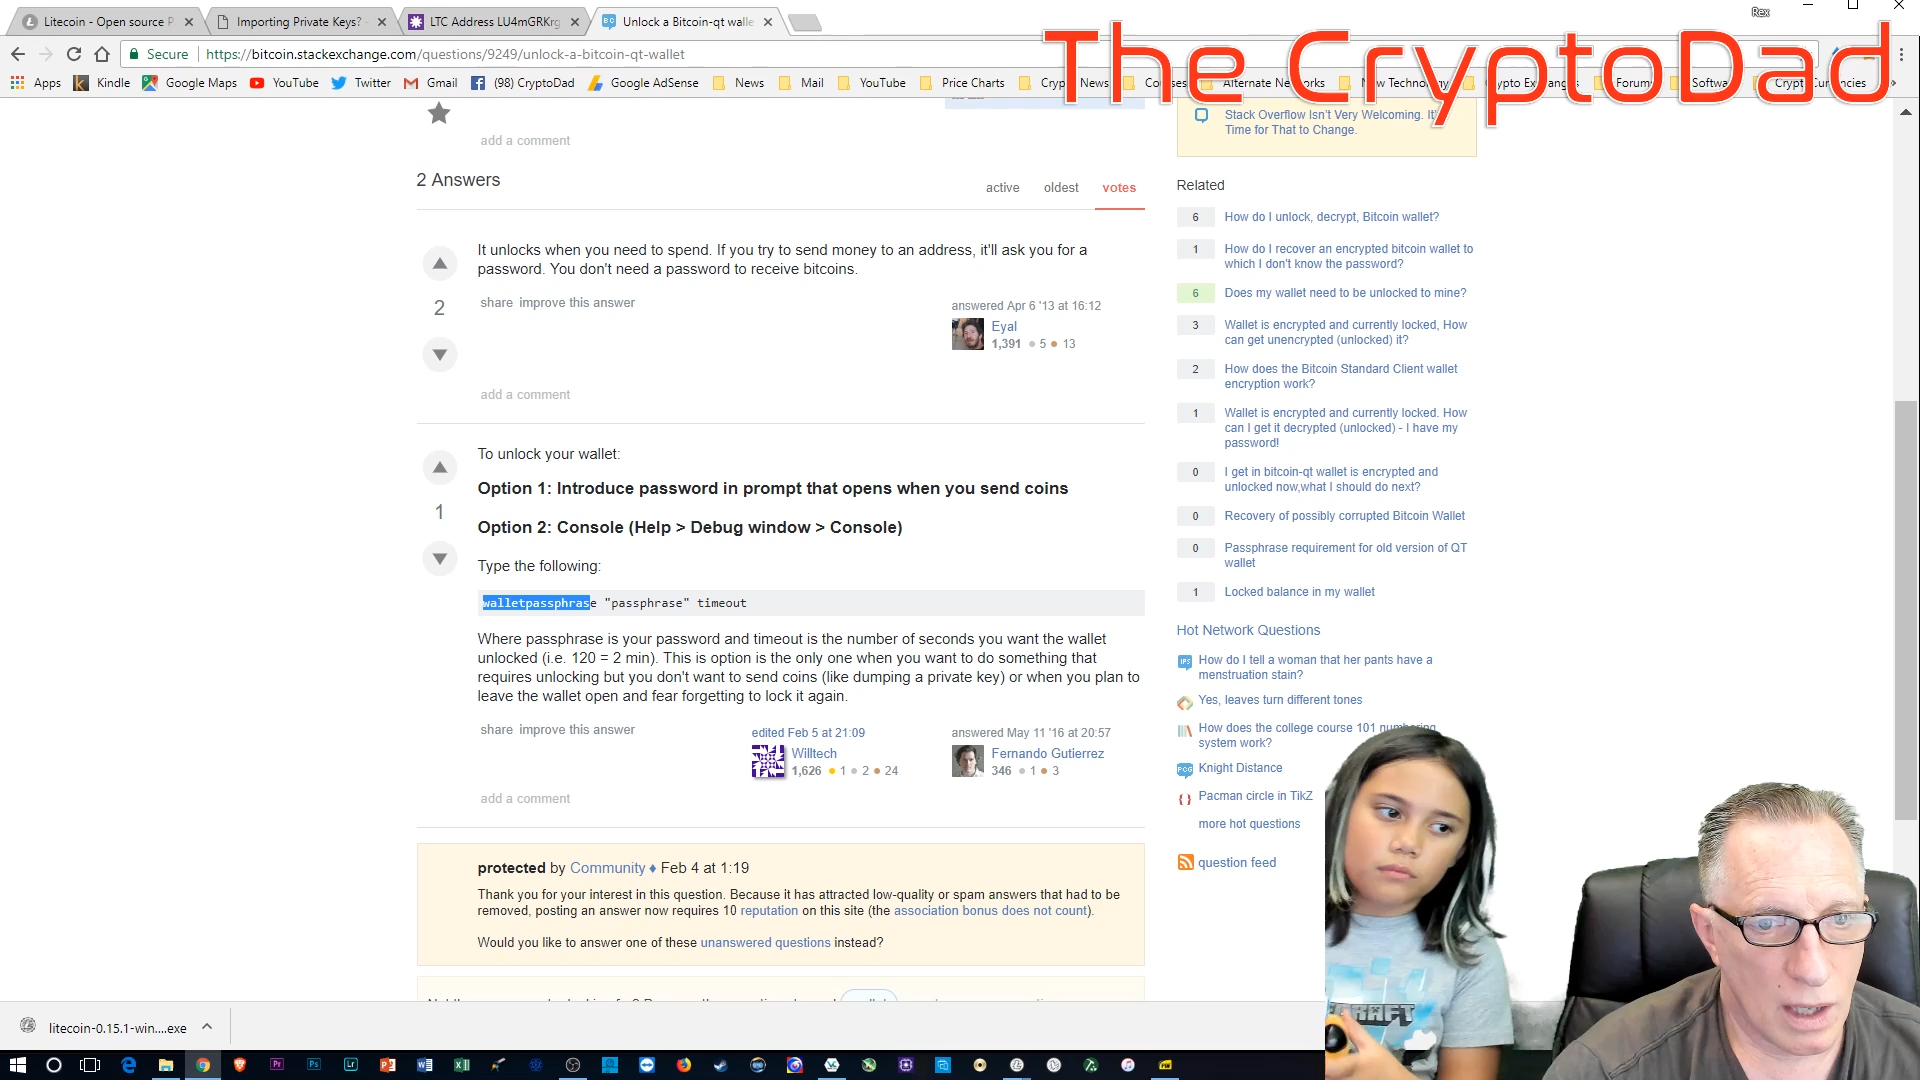 Litecoin - Open source P
Importing Private Keys? -
LTC Address LU4mGRKrg
Unlock a Bitcoin-qt walle
Rex
Secure
https://bitcoin.stackexchange.com/questions/9249/unlock-a-bitcoin-qt-wallet
The CryptoDad
Apps
Kindle
Google Maps
YouTube
Twitter
Gmail
(98) CryptoDad
Google AdSense
News
Mail
YouTube
Price Charts
News
Alternate Networks
Technology
Forum
Softwa
add a comment
2 Answers
active oldest votes
It unlocks when you need to spend. If you try to send money to an address, it'll ask you for a
password. You don't need a password to receive bitcoins.
2
share improve this answer
answered Apr 6 '13 at 16:12
Eyal
1,391 5 13
add a comment
To unlock your wallet:
1
Option 1: Introduce password in prompt that opens when you send coins
Option 2: Console (Help > Debug window > Console)
Type the following:
walletpassphrase "passphrase" timeout
Where passphrase is your password and timeout is the number of seconds you want the wallet
unlocked (i.e. 120 = 2 min). This is option is the only one when you want to do something that
requires unlocking but you don't want to send coins (like dumping a private key) or when you plan to
leave the wallet open and fear forgetting to lock it again.
share improve this answer
edited Feb 5 at 21:09
Willtech
1,626 1 2 24
answered May 11 '16 at 20:57
Fernando Gutierrez
346 1 3
add a comment
protected by Community ♦ Feb 4 at 1:19
Thank you for your interest in this question. Because it has attracted low-quality or spam answers that had to be
removed, posting an answer now requires 10 reputation on this site (the association bonus does not count).
Would you like to answer one of these unanswered questions instead?
Stack Overflow Isn't Very Welcoming. It'
Time for That to Change.
Related
6 How do I unlock, decrypt, Bitcoin wallet?
1 How do I recover an encrypted bitcoin wallet to
which I don't know the password?
6 Does my wallet need to be unlocked to mine?
3 Wallet is encrypted and currently locked, How
can get unencrypted (unlocked) it?
2 How does the Bitcoin Standard Client wallet
encryption work?
1 Wallet is encrypted and currently locked. How
can I get it decrypted (unlocked) - I have my
password!
0 I get in bitcoin-qt wallet is encrypted and
unlocked now,what I should do next?
0 Recovery of possibly corrupted Bitcoin Wallet
0 Passphrase requirement for old version of QT
wallet
1 Locked balance in my wallet
Hot Network Questions
How do I tell a woman that her pants have a
menstruation stain?
Yes, leaves turn different tones
How does the college course 101 numbering
system work?
Knight Distance
Pacman circle in TikZ
more hot questions
question feed
litecoin-0.15.1-win....exe